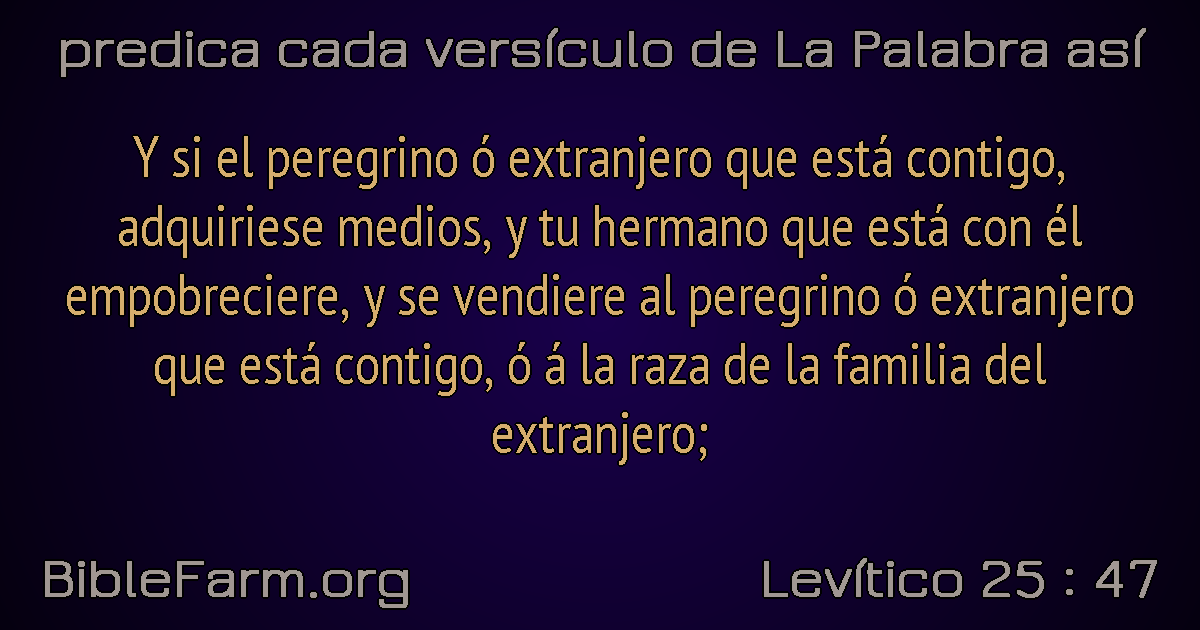 predica cada versículo de La Palabra así
Y si el peregrino ó extranjero que está contigo,
adquiriese medios, y tu hermano que está con él
empobreciere, y se vendiere al peregrino ó extranjero
que está contigo, ó á la raza de la familia del
extranjero;
BibleFarm.org
Levítico 25 : 47